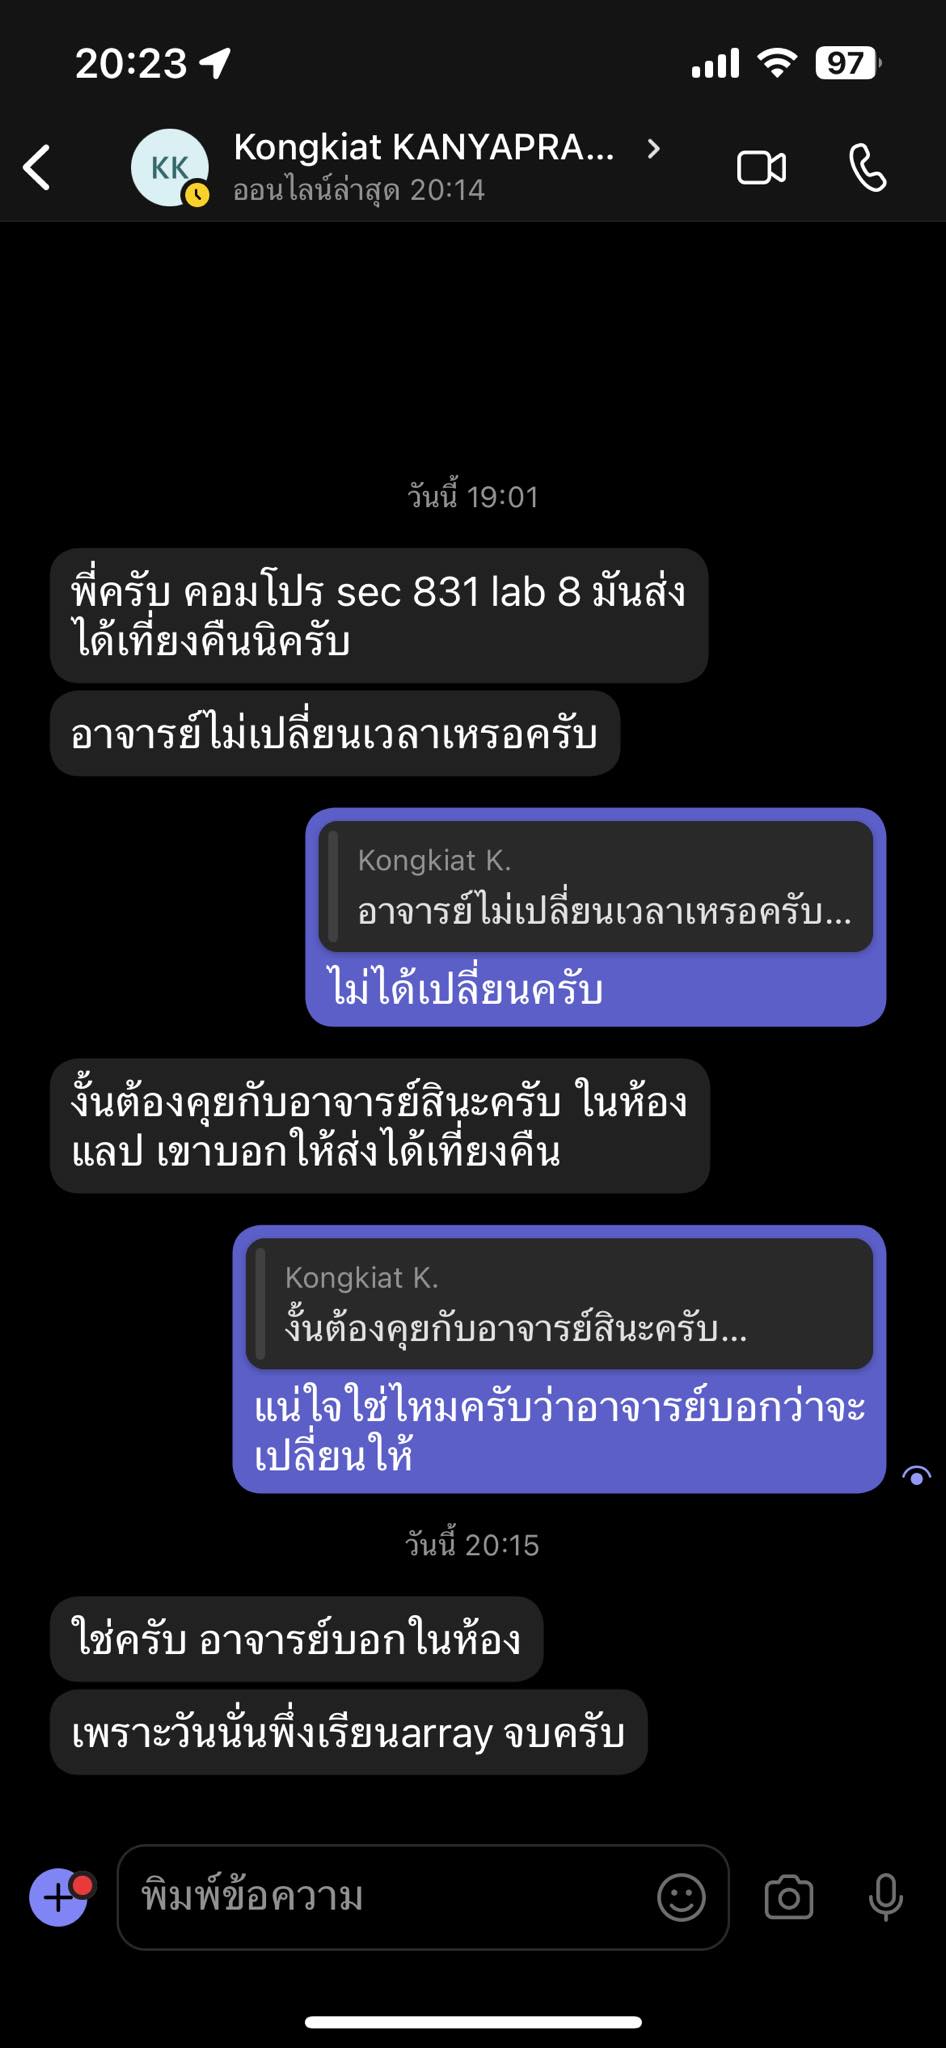 20:23
97
KK
Kongkiat KANYAPRA...
ออนไลน์ล่าสุด 20:14
วันนี้ 19:01
พี่ครับ คอมโปร sec 831 lab 8 มันส่ง
ได้เที่ยงคืนนิครับ
อาจารย์ไม่เปลี่ยนเวลาเหรอครับ
Kongkiat K.
อาจารย์ไม่เปลี่ยนเวลาเหรอครับ...
ไม่ได้เปลี่ยนครับ
งั้นต้องคุยกับอาจารย์สินะครับ ในห้อง
แลป เขาบอกให้ส่งได้เที่ยงคืน
Kongkiat K.
งั้นต้องคุยกับอาจารย์สินะครับ...
แน่ใจใช่ไหมครับว่าอาจารย์บอกว่าจะ
เปลี่ยนให้
วันนี้ 20:15
ใช่ครับ อาจารย์บอกในห้อง
เพราะวันนั่นพึ่งเรียนarray จบครับ
พิมพ์ข้อความ